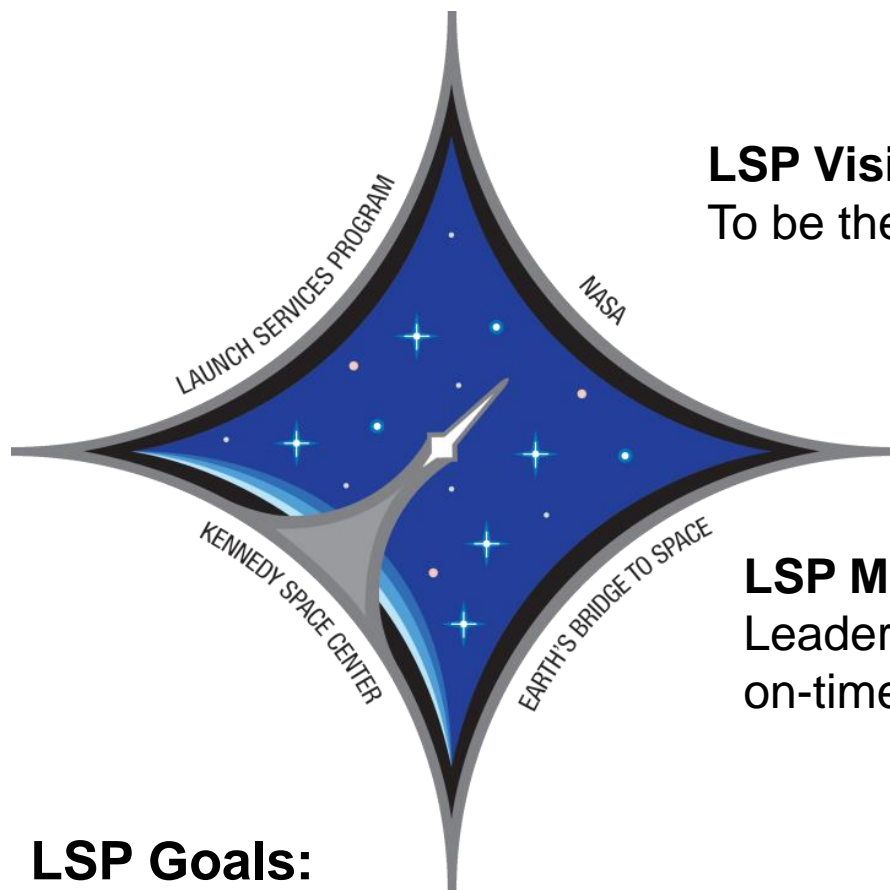 LSP Visi
To be the
LAUNCH SERVICES PROGRAM
NASA
KENNEDY SPACE CENTER
EARTH'S BRIDGE TO SPACE
LSP M
Leader
on-time
LSP Goals: